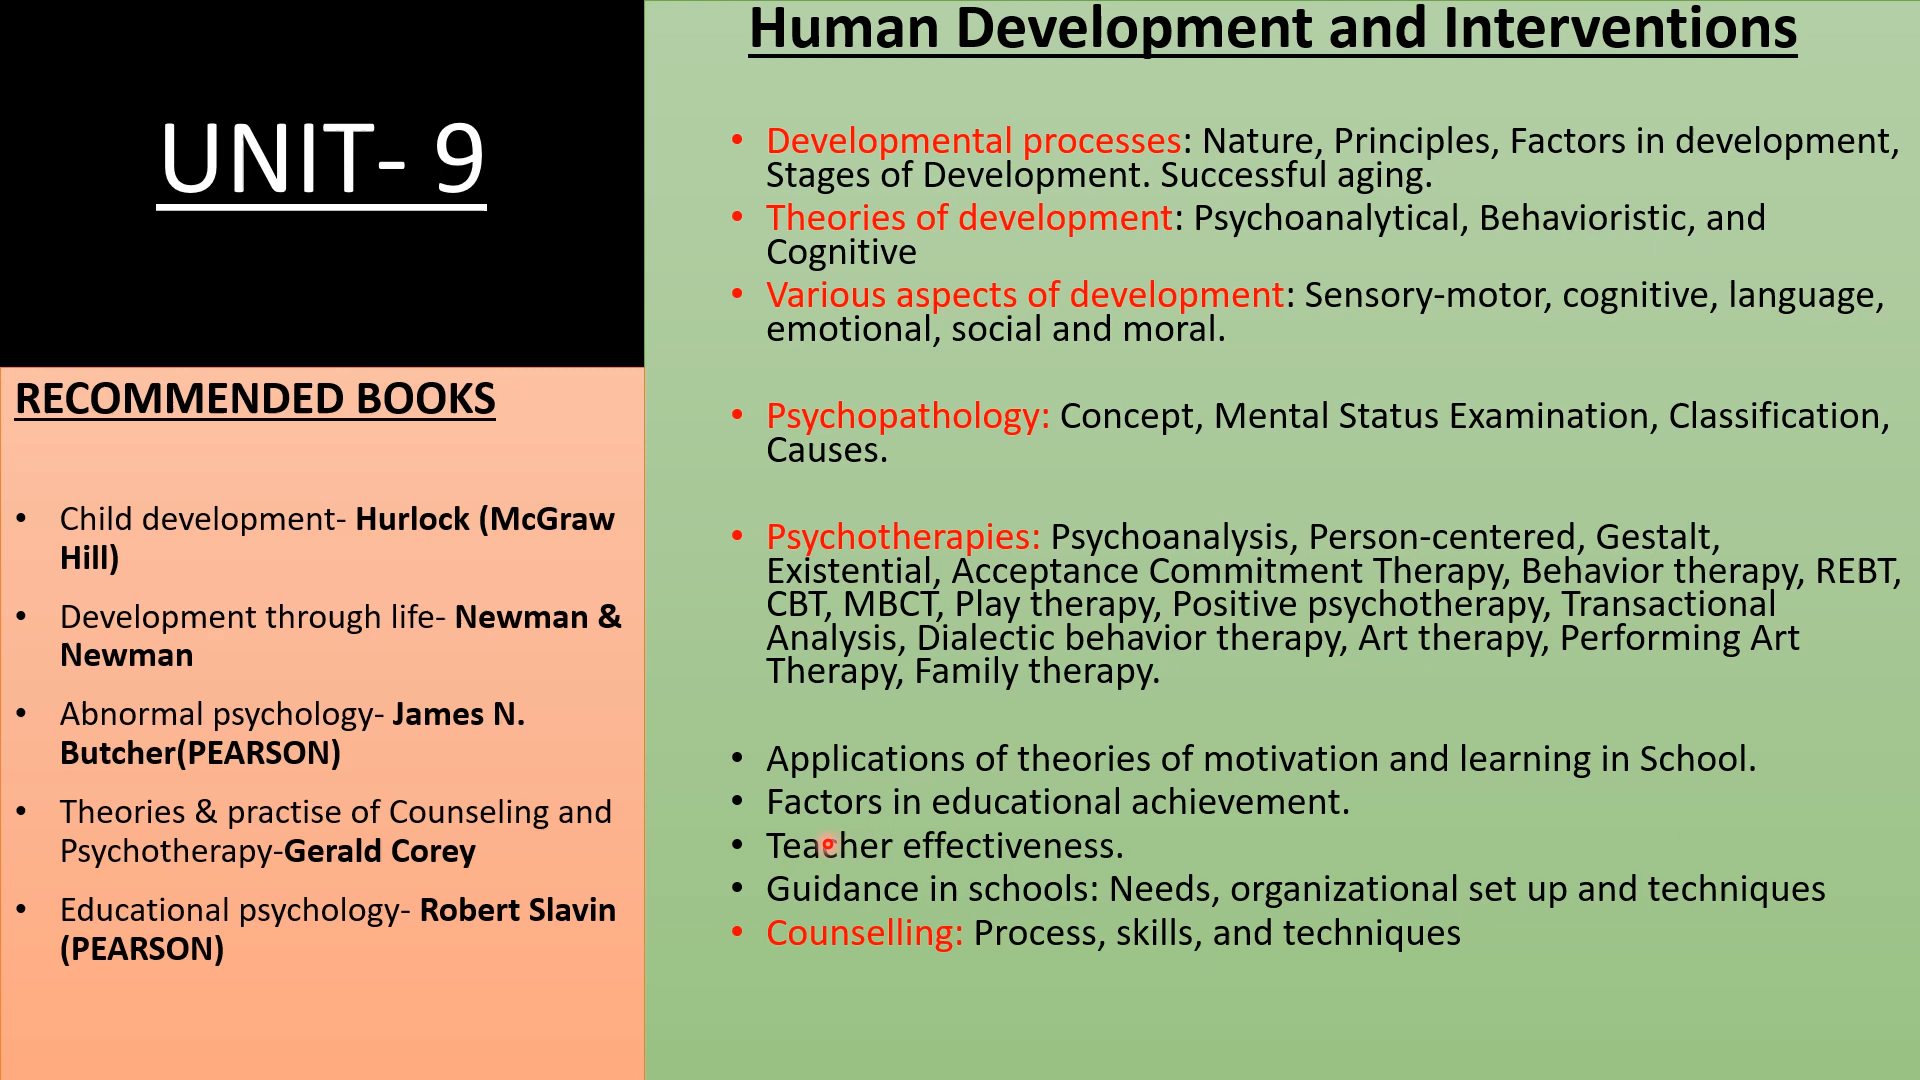 UNIT- 9
RECOMMENDED BOOKS
• Child development- Hurlock (McGraw
Hill)
• Development through life- Newman &
Newman
• Abnormal psychology- James N.
Butcher(PEARSON)
• Theories & practise of Counseling and
Psychotherapy-Gerald Corey
• Educational psychology- Robert Slavin
(PEARSON)
Human Development and Interventions
• Developmental processes: Nature, Principles, Factors in development,
Stages of Development. Successful aging.
• Theories of development: Psychoanalytical, Behavioristic, and
Cognitive
• Various aspects of development: Sensory-motor, cognitive, language,
emotional, social and moral.
• Psychopathology: Concept, Mental Status Examination, Classification,
Causes.
• Psychotherapies: Psychoanalysis, Person-centered, Gestalt,
Existential, Acceptance Commitment Therapy, Behavior therapy, REBT,
CBT, MBCT, Play therapy, Positive psychotherapy, Transactional
Analysis, Dialectic behavior therapy, Art therapy, Performing Art
Therapy, Family therapy.
• Applications of theories of motivation and learning in School.
• Factors in educational achievement.
• Teacher effectiveness.
• Guidance in schools: Needs, organizational set up and techniques
• Counselling: Process, skills, and techniques